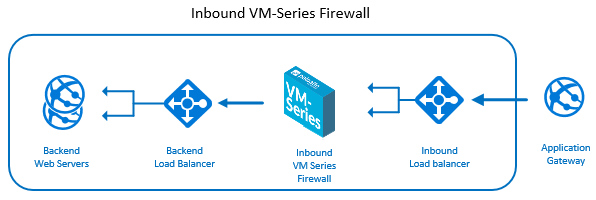 Inbound VM-Series Firewall
paloalto
VM-
Series
Backend
Web Servers
Backend
Load Balancer
Inbound
VM Series
Firewall
Inbound
Load balancer
Application
Gateway